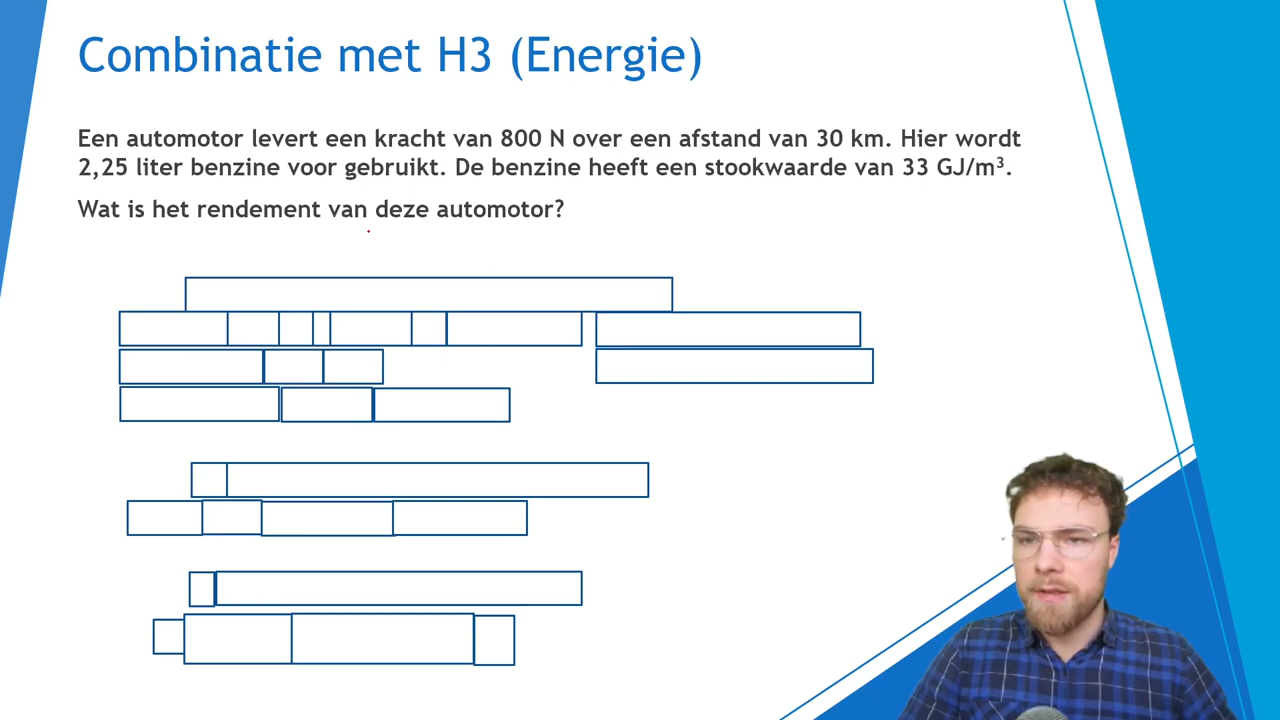 Combinatie met H3 (Energie)
Een automotor levert een kracht van 800 N over een afstand van 30 km. Hier wordt
2,25 liter benzine voor gebruikt. De benzine heeft een stookwaarde van 33 GJ/m³.
Wat is het rendement van deze automotor?